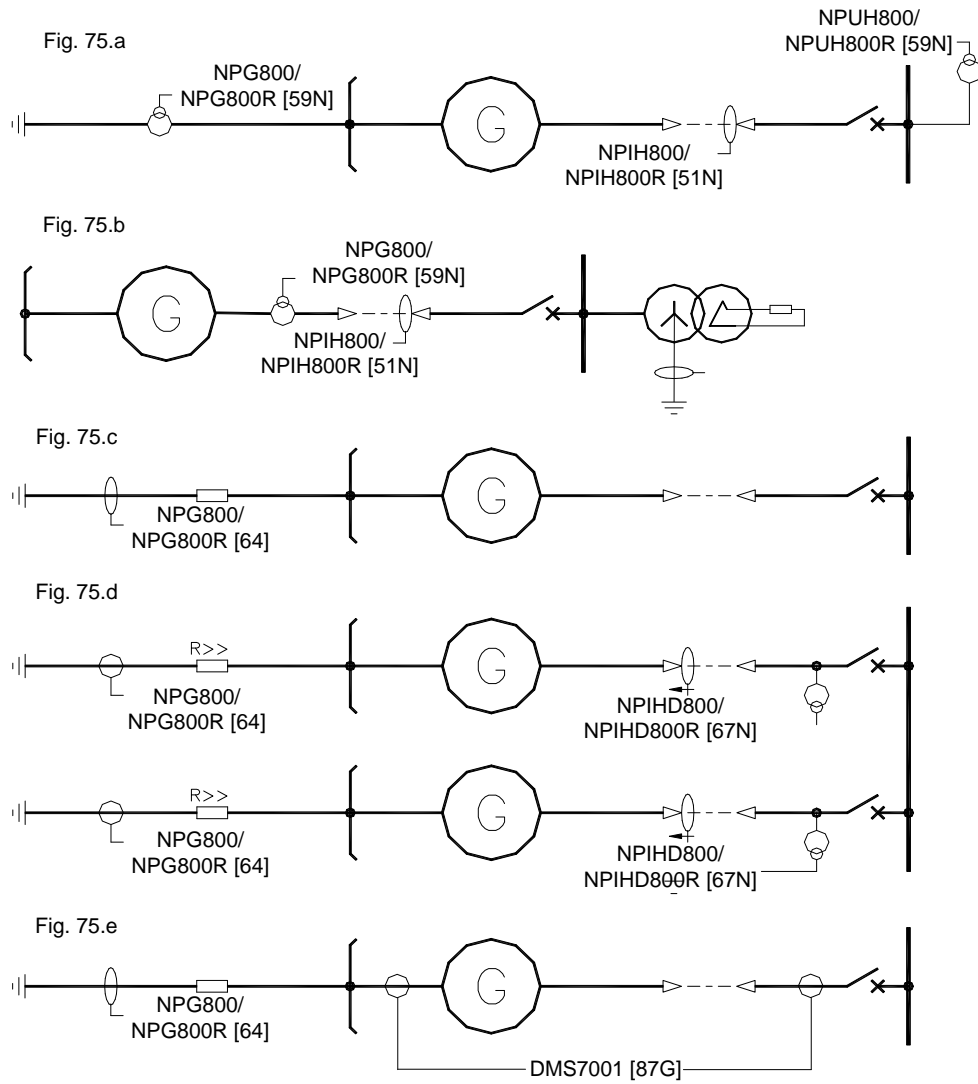 Fig. 75.a
NPUH800/
NPUH800R [59N]
NPG800/
NPG800R [59N]
G
NPIH800/
NPIH800R [51N]
Fig. 75.b
NPG800/
NPG800R [59N]
G
NPIH800/
NPIH800R [51N]
Fig. 75.c
G
NPG800/
NPG800R [64]
Fig. 75.d
R>>
G
NPG800/
NPG800R [64]
NPIHD800/
NPIHD800R [67N]
R>>
G
NPG800/
NPG800R [64]
NPIHD800/
NPIHD800R [67N]
Fig. 75.e
G
NPG800/
NPG800R [64]
DMS7001 [87G]